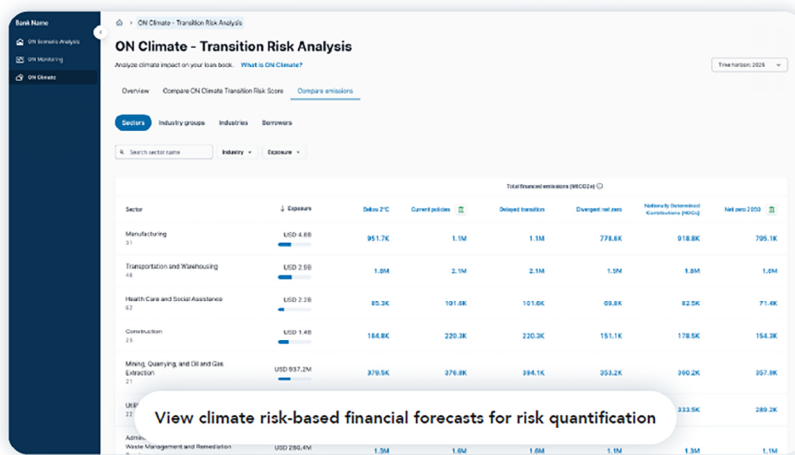 Bank Name
ON Scenario Analysis
ON Monitoring
ON Climate
ON Climate - Transition Risk Analysis
ON Climate - Transition Risk Analysis
Analyze climate impact on your loan book. What is ON Climate?
Time horizon: 2025
Overview Compare ON Climate Transition Risk Score Compare emissions
Sectors Industry groups Industries Borrowers
Search sector name Industry Exposure
Total financed emissions (MtCO2e)
Sector Exposure Below 2°C Current policies Delayed transition Divergent net zero Nationally Determined Contributions (NDCs) Net zero 2050
Manufacturing USD 4.8B 951.7K 1.1M 1.1M 778.6K 918.8K 795.1K
31
Transportation and Warehousing USD 2.9B 1.8M 2.1M 2.1M 1.5M 1.8M 1.6M
48
Health Care and Social Assistance USD 2.2B 85.3K 101.6K 101.6K 69.8K 82.5K 71.4K
62
Construction USD 1.4B 184.8K 220.3K 220.3K 151.1K 178.5K 154.3K
23
Mining, Quarrying, and Oil and Gas
Extraction USD 937.2M 379.5K 376.8K 394.1K 353.2K 360.2K 357.9K
21
22 333.5K 289.2K
View climate risk-based financial forecasts for risk quantification
Waste Management and Remediation USD 280.4M 1.3M 1.6M 1.6M 1.1M 1.3M 1.1M